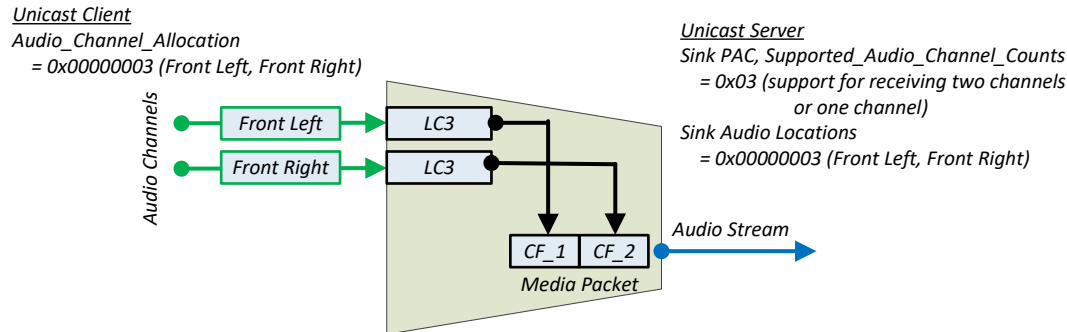 Unicast Client
Audio_Channel_Allocation
= 0x00000003 (Front Left, Front Right)
Unicast Server
Sink PAC, Supported_Audio_Channel_Counts
= 0x03 (support for receiving two channels
or one channel)
Sink Audio Locations
= 0x00000003 (Front Left, Front Right)
Audio Channels
Front Left
LC3
Front Right
LC3
CF_1
CF_2
Media Packet
Audio Stream